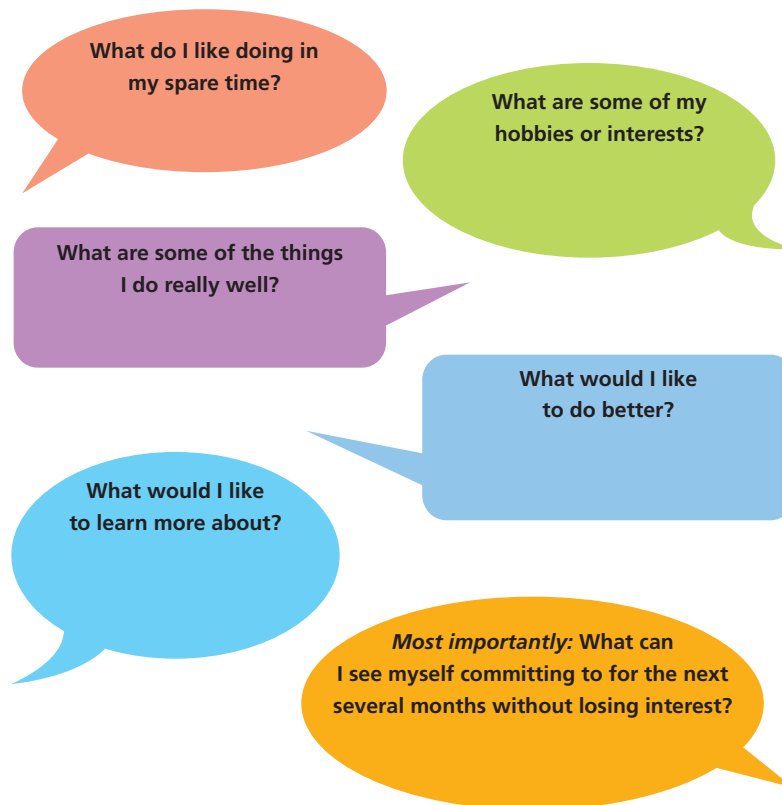 What do I like doing in
my spare time?
What are some of my
hobbies or interests?
What are some of the things
I do really well?
What would I like
to do better?
What would I like
to learn more about?
Most importantly: What can
I see myself committing to for the next
several months without losing interest?